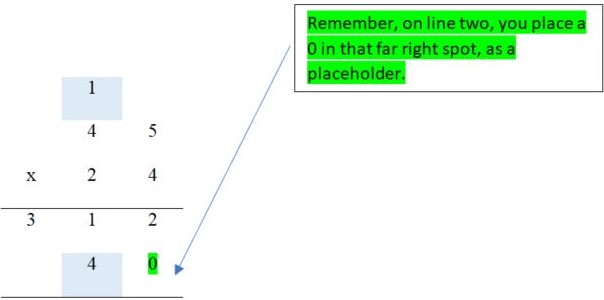 Remember, on line two, you place a
0 in that far right spot, as a
placeholder.
1
4 5
x 2 4
3 1 2
4 0